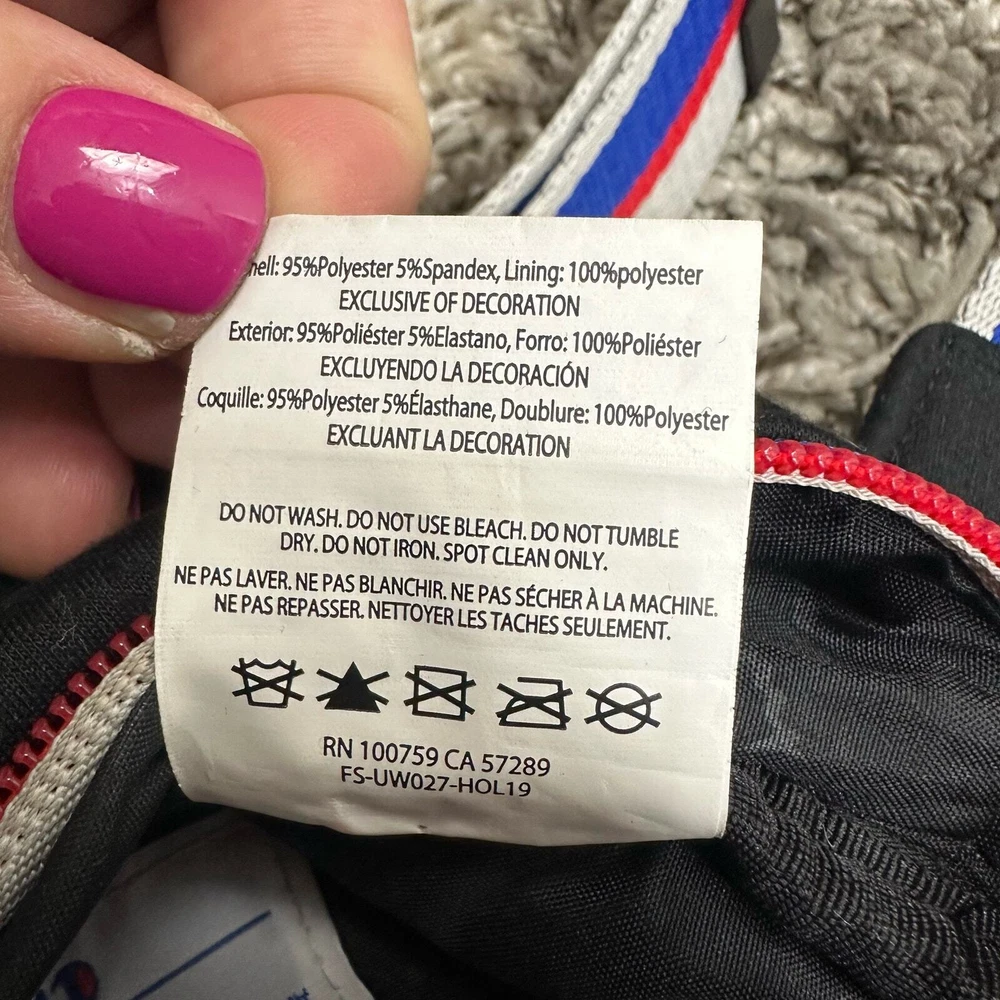 95%Polyester 5%Spandex, Lining: 100%polyester
EXCLUSIVE OF DECORATION
Exterior: 95%Poliéster 5%Elastano, Forro: 100%Poliéster
EXCLUYENDO LA DECORACIÓN
Coquille: 95%Polyester 5%Élasthane, Doublure: 100%Polyester
EXCLUANT LA DECORATION
DO NOT WASH. DO NOT USE BLEACH. DO NOT TUMBLE
DRY. DO NOT IRON. SPOT CLEAN ONLY.
NE PAS LAVER. NE PAS BLANCHIR. NE PAS SÉCHER À LA MACHINE.
NE PAS REPASSER. NETTOYER LES TACHES SEULEMENT.
RN 100759 CA 57289
FS-UW027-HOL19